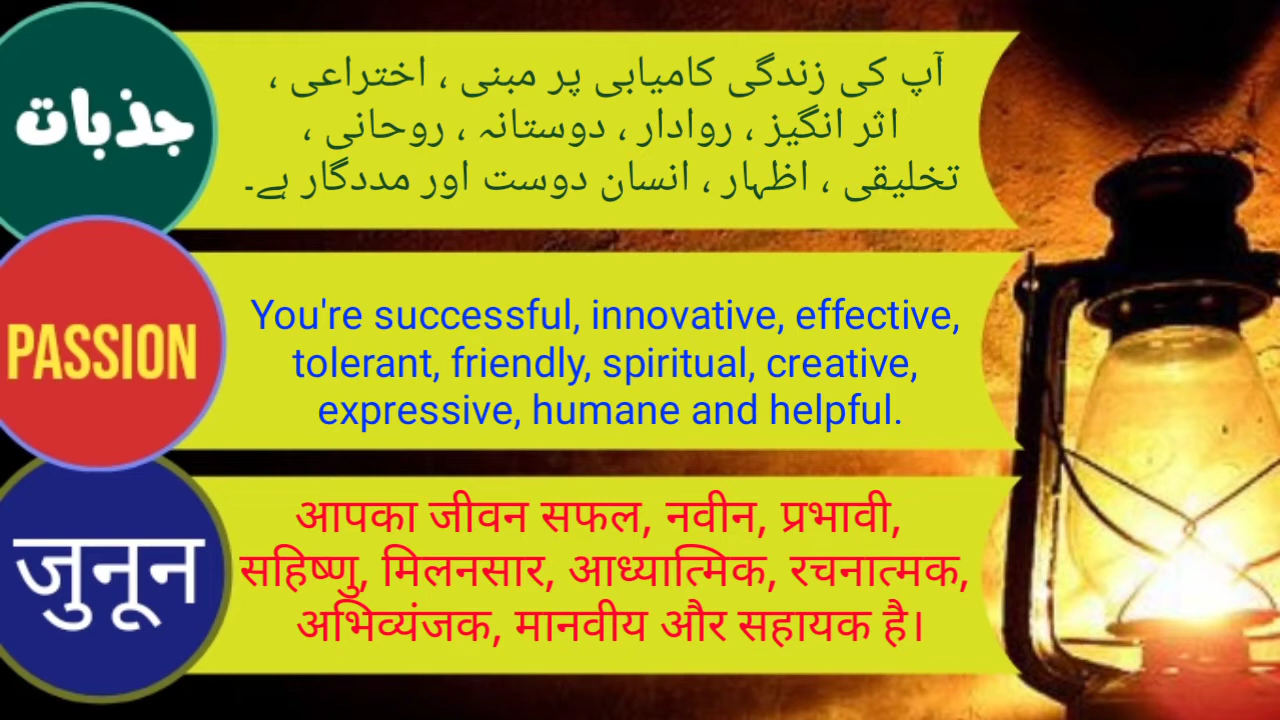 جذبات
آپ کی زندگی کامیابی پر مبنی ، اختراعی ،
اثر انگیز ، روادار ، دوستانہ ، روحانی ،
تخلیقی ، اظہار ، انسان دوست اور مددگار ہے۔
PASSION
You're successful, innovative, effective,
tolerant, friendly, spiritual, creative,
expressive, humane and helpful.
जुनून
आपका जीवन सफल, नवीन, प्रभावी,
सहिष्णु, मिलनसार, आध्यात्मिक, रचनात्मक,
अभिव्यंजक, मानवीय और सहायक है।